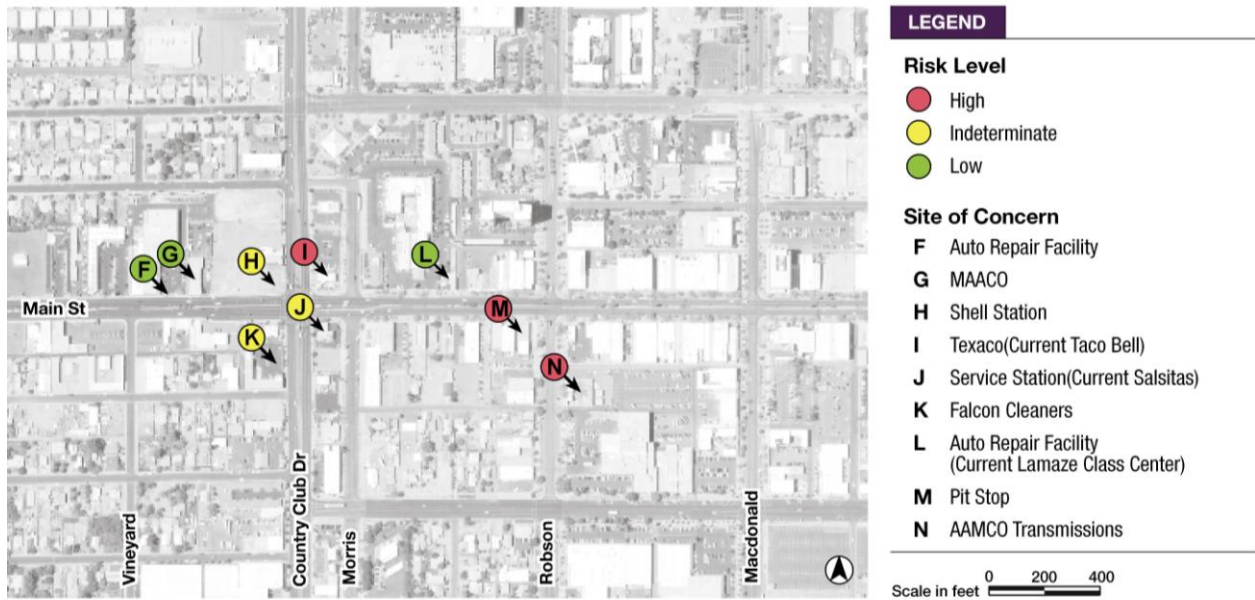 LEGEND
Risk Level
High
Indeterminate
Low
Site of Concern
F Auto Repair Facility
G MAACO
H Shell Station
I Texaco(Current Taco Bell)
J Service Station(Current Salsitas)
K Falcon Cleaners
L Auto Repair Facility
(Current Lamaze Class Center)
M Pit Stop
N AAMCO Transmissions
Scale in feet 0 200 400
G
F
H
I
L
Main St
J
M
K
N
Vineyard
Country Club Dr
Morris
Robson
Macdonald